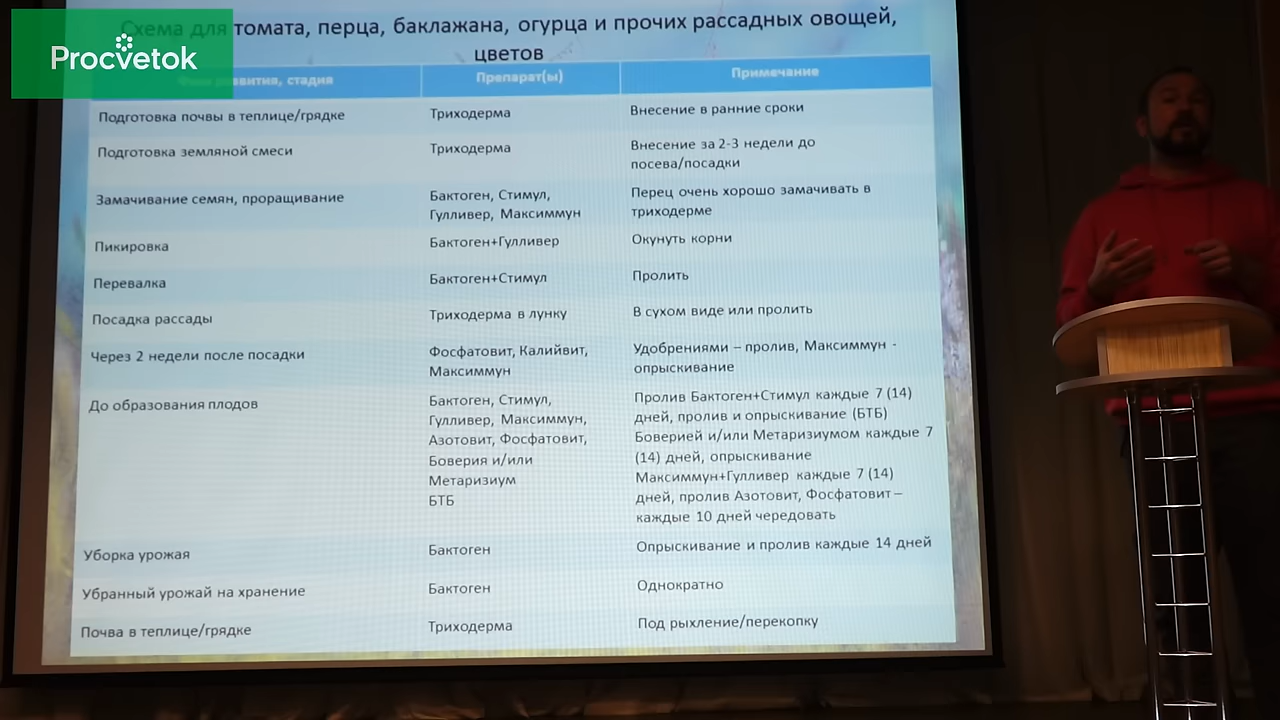 Procvetok
Схема для томата, перца, баклажана, огурца и прочих рассадных овощей,
цветов
развития, стадия Препарат(ы) Примечание
Подготовка почвы в теплице/грядке Триходерма Внесение в ранние сроки
Подготовка земляной смеси Триходерма Внесение за 2-3 недели до
посева/посадки
Замачивание семян, проращивание Бактоген, Стимул, Перец очень хорошо замачивать в
Гулливер, Максиммун триходерме
Пикировка Бактоген+Гулливер Окунуть корни
Перевалка Бактоген+Стимул Пролить
Посадка рассады Триходерма в лунку В сухом виде или пролить
Через 2 недели после посадки Фосфатовит, Калийвит, Удобрениями – пролив, Максиммун -
Максиммун опрыскивание
До образования плодов Бактоген, Стимул, Пролив Бактоген+Стимул каждые 7 (14)
Гулливер, Максиммун, дней, пролив и опрыскивание (БТБ)
Азотовит, Фосфатовит, Боверией и/или Метаризиумом каждые 7
Боверия и/или (14) дней, опрыскивание
Метаризиум Максиммун+Гулливер каждые 7 (14)
БТБ дней, пролив Азотовит, Фосфатовит –
каждые 10 дней чередовать
Уборка урожая Бактоген Опрыскивание и пролив каждые 14 дней
Убранный урожай на хранение Бактоген Однократно
Почва в теплице/грядке Триходерма Под рыхление/перекопку